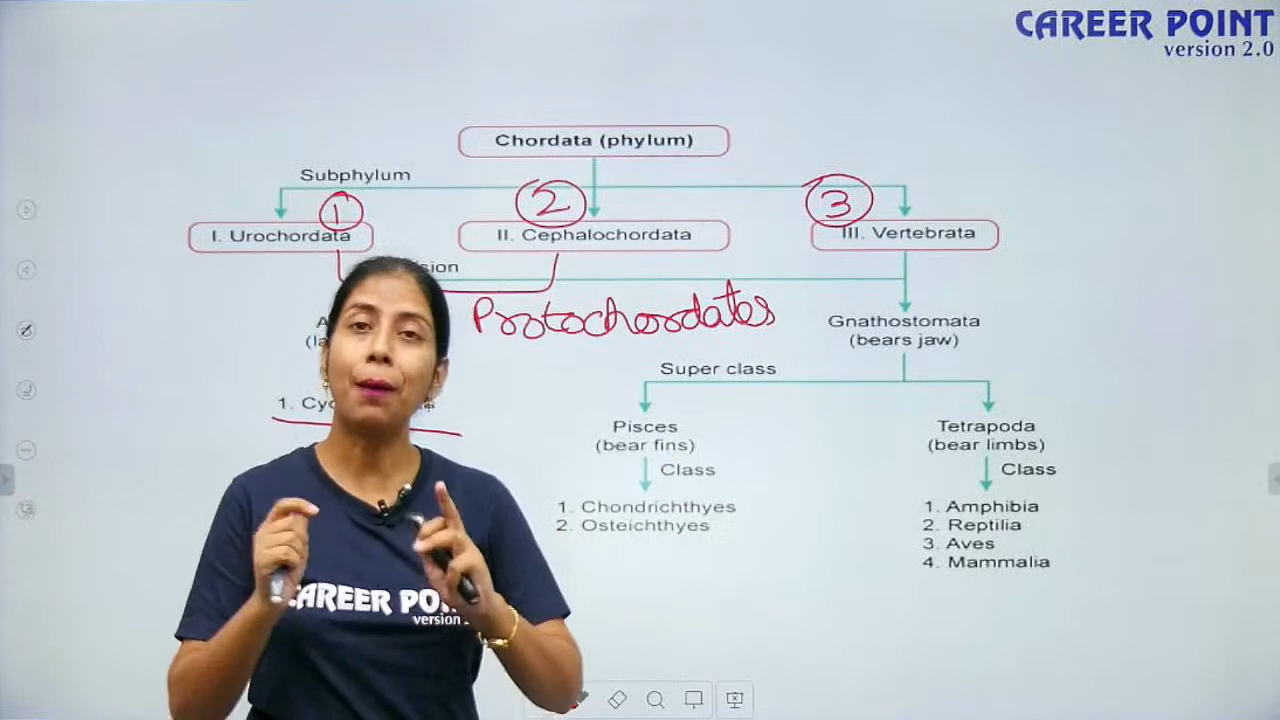 CAREER POINT
version 2.0
Chordata (phylum)
Subphylum
1
2
3
I. Urochordata
II. Cephalochordata
III. Vertebrata
Protochordates
Gnathostomata
(bears jaw)
Super class
Pisces
(bear fins)
Tetrapoda
(bear limbs)
Class
Class
1. Chondrichthyes
2. Osteichthyes
1. Amphibia
2. Reptilia
3. Aves
4. Mammalia
1.
CAREER
version